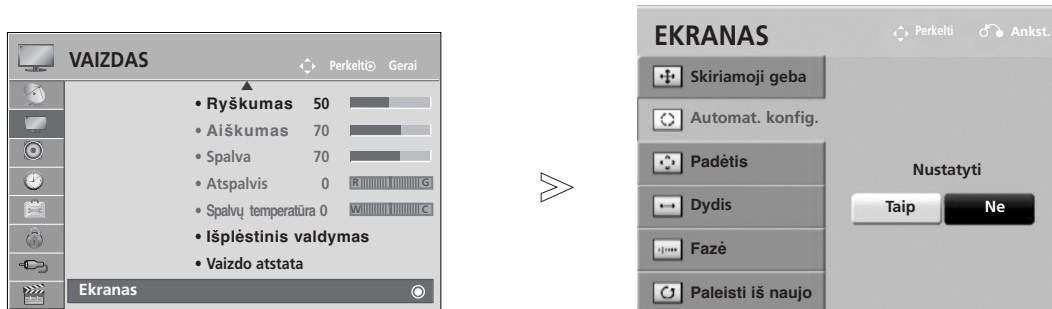 VAIZDAS
Perkelti Gerai
• Ryškumas 50
• Aiškumas 70
• Spalva 70
• Atspalvis 0 R G
• Spalvų temperatūra 0 W C
• Išplėstinis valdymas
• Vaizdo atstata
Ekranas
EKRANAS
Perkelti Ankst.
Skiriamoji geba
Automat. konfig.
Padėtis
Dydis
Fazė
Paleisti iš naujo
Nustatyti
Taip Ne